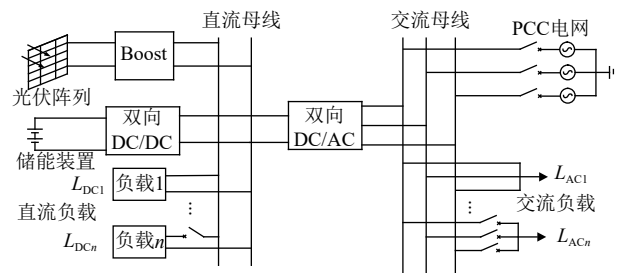 直流母线
交流母线
PCC电网
Boost
光伏阵列
双向
DC/DC
双向
DC/AC
储能装置
L_DC1
负载1
L_AC1
直流负载
⋮
⋮
交流负载
L_DCn
负载n
L_ACn